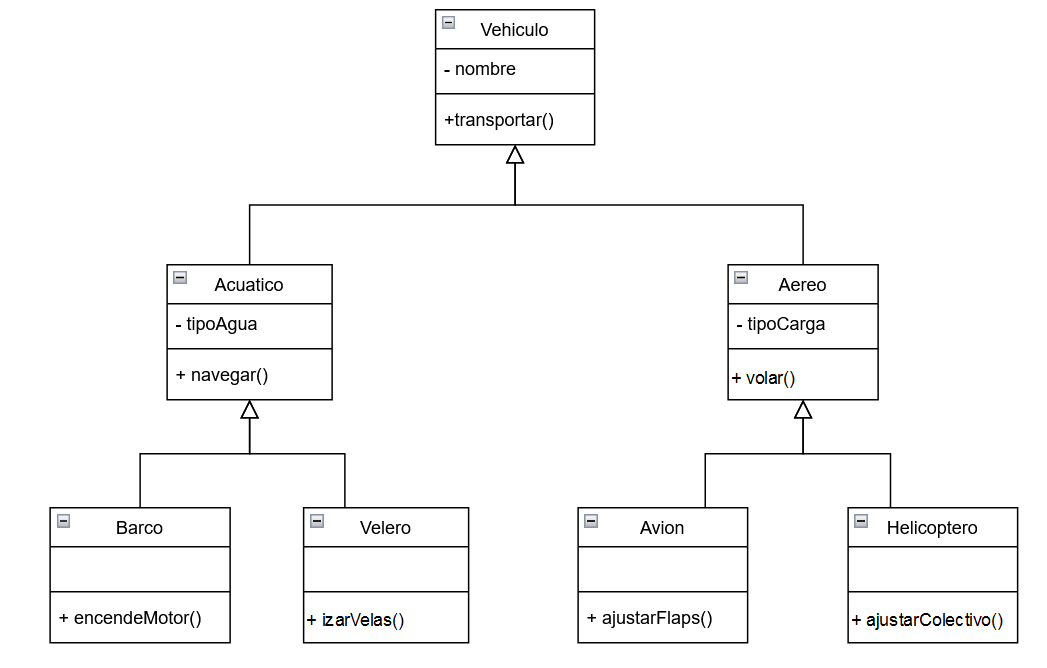 Vehiculo
- nombre
+transportar()
Acuatico
- tipoAgua
+ navegar()
Aereo
- tipoCarga
+ volar()
Barco
+ encendeMotor()
Velero
+ izarVelas()
Avion
+ ajustarFlaps()
Helicoptero
+ ajustarColectivo()